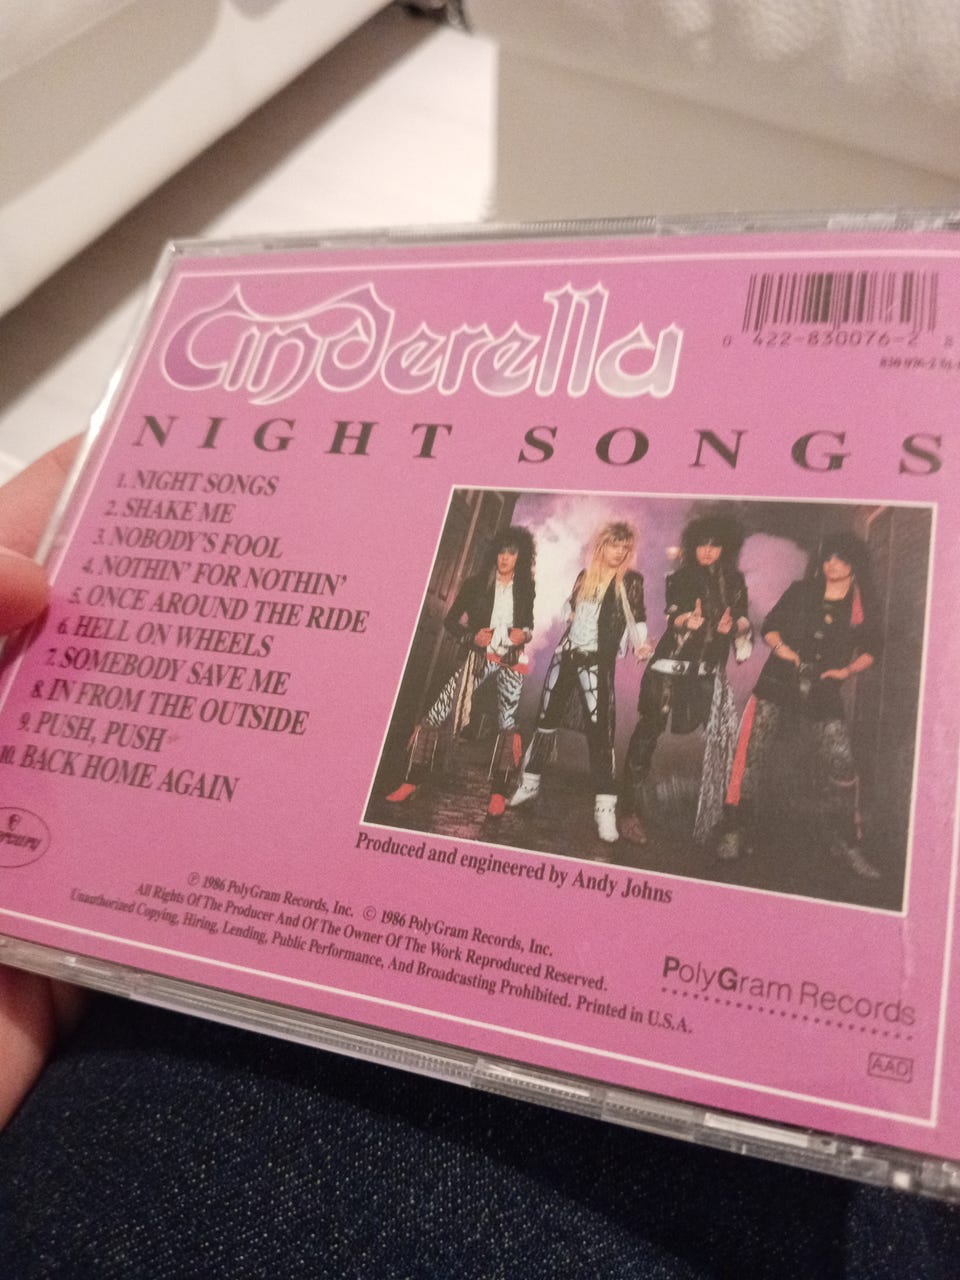 Cinderella
0 422-830076-2 8
NIGHT SONGS
1. NIGHT SONGS
2. SHAKE ME
3. NOBODY'S FOOL
4. NOTHIN' FOR NOTHIN'
5. ONCE AROUND THE RIDE
6. HELL ON WHEELS
7. SOMEBODY SAVE ME
8. IN FROM THE OUTSIDE
9. PUSH, PUSH
10. BACK HOME AGAIN
Produced and engineered by Andy Johns
℗ 1986 PolyGram Records, Inc. © 1986 PolyGram Records, Inc.
All Rights Of The Producer And Of The Owner Of The Work Reproduced Reserved.
Unauthorized Copying, Hiring, Lending, Public Performance, And Broadcasting Prohibited. Printed in U.S.A.
PolyGram Records
AAD